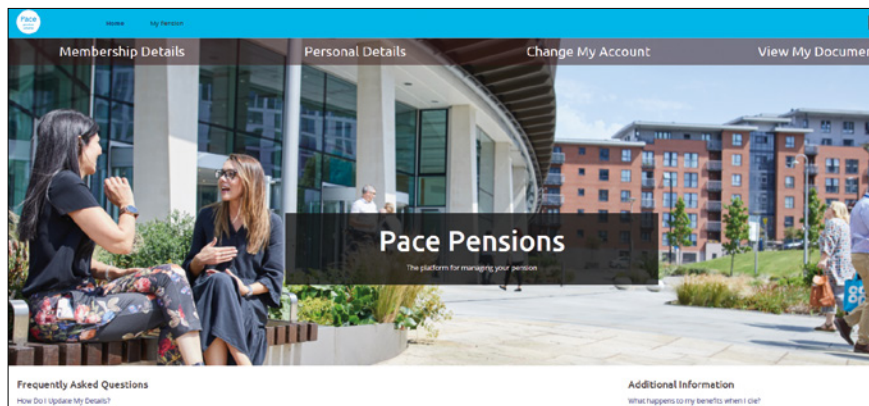 Pace
Home My Pension
Membership Details Personal Details Change My Account View My Documen
Pace Pensions
The platform for managing your pension
Frequently Asked Questions Additional Information
How Do I Update My Details? What happens to my benefits when I die?